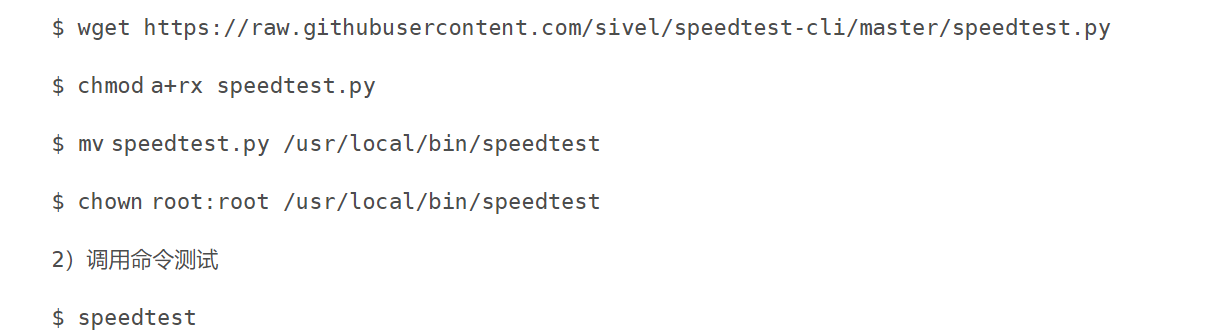 $ wget https://raw.githubusercontent.com/sivel/speedtest-cli/master/speedtest.py
$ chmod a+rx speedtest.py
$ mv speedtest.py /usr/local/bin/speedtest
$ chown root:root /usr/local/bin/speedtest
2）调用命令测试
$ speedtest